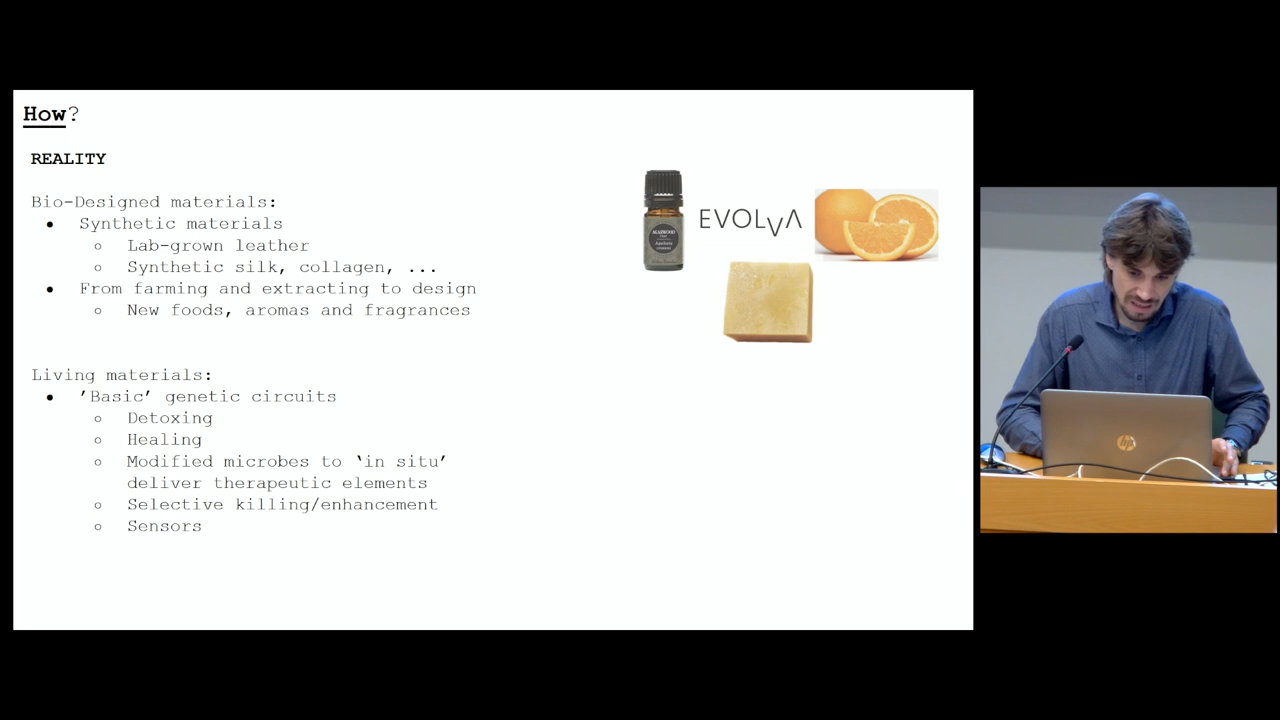 How?
REALITY
Bio-Designed materials:
● Synthetic materials
○ Lab-grown leather
○ Synthetic silk, collagen, ...
● From farming and extracting to design
○ New foods, aromas and fragrances
EVOLVA
Living materials:
● ’Basic’ genetic circuits
○ Detoxing
○ Healing
○ Modified microbes to ‘in situ’
deliver therapeutic elements
○ Selective killing/enhancement
○ Sensors
hp